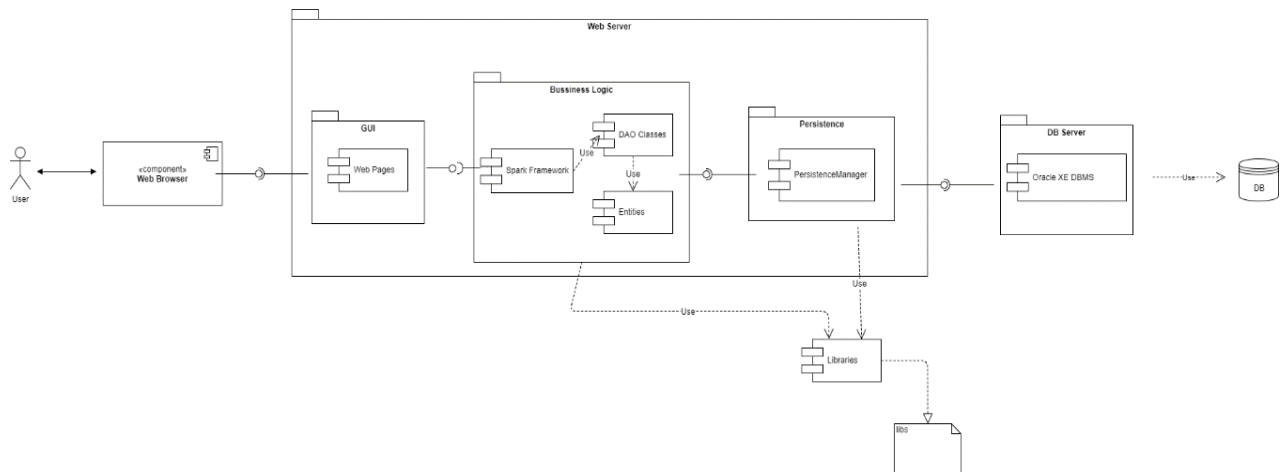 Web Server
Bussiness Logic
GUI
Persistence
DB Server
DAO Classes
Use
«component»
Web Browser
Web Pages
Spark Framework
PersistenceManager
Oracle XE DBMS
Use
Use
DB
User
Entities
Use
Use
Libraries
libs